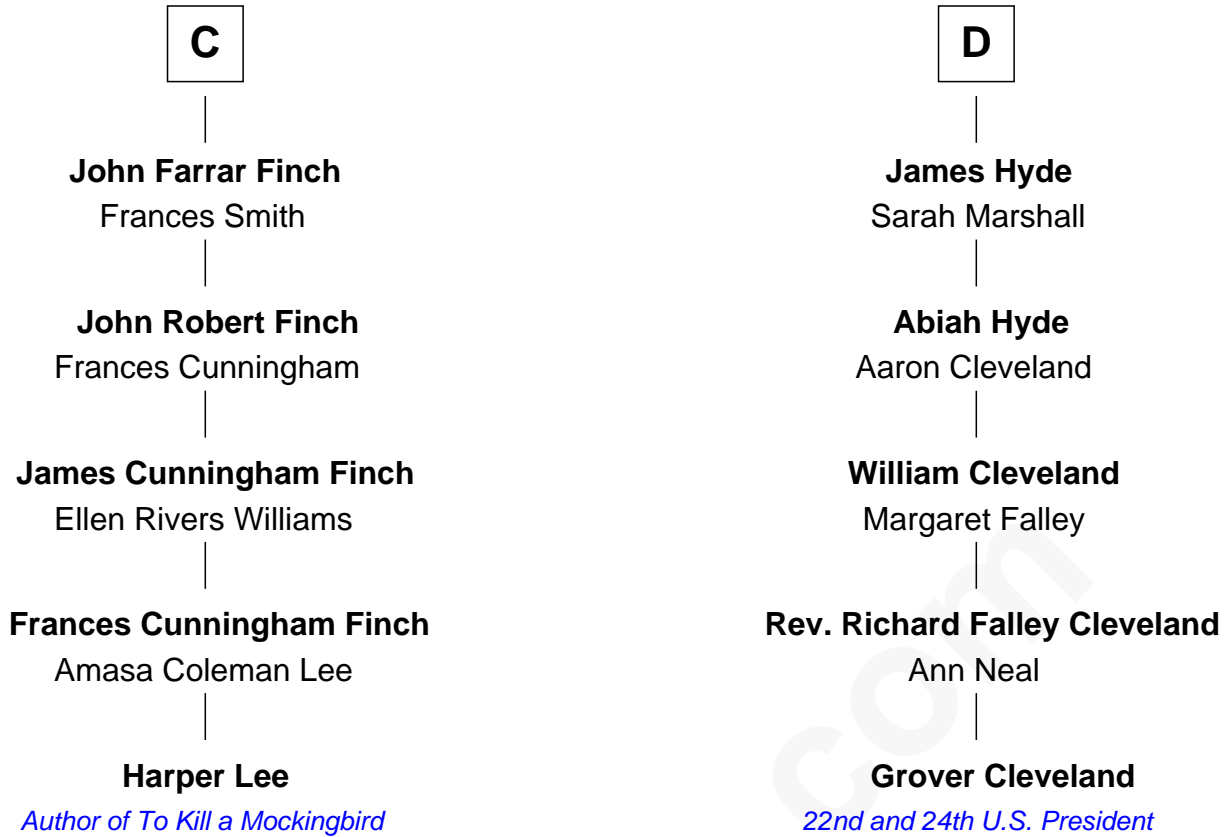 C
John Farrar Finch
Frances Smith
John Robert Finch
Frances Cunningham
James Cunningham Finch
Ellen Rivers Williams
Frances Cunningham Finch
Amasa Coleman Lee
Harper Lee
Author of To Kill a Mockingbird
D
James Hyde
Sarah Marshall
Abiah Hyde
Aaron Cleveland
William Cleveland
Margaret Falley
Rev. Richard Falley Cleveland
Ann Neal
Grover Cleveland
22nd and 24th U.S. President
com